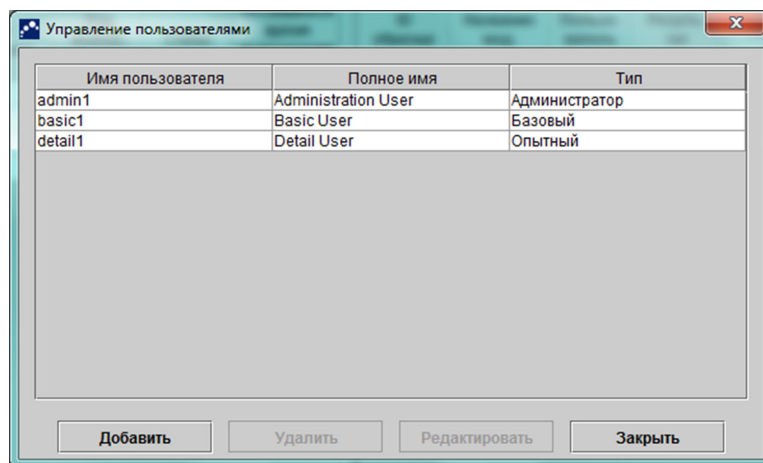 Управление пользователями
Имя пользователя Полное имя Тип
admin1 Administration User Администратор
basic1 Basic User Базовый
detail1 Detail User Опытный
Добавить Удалить Редактировать Закрыть